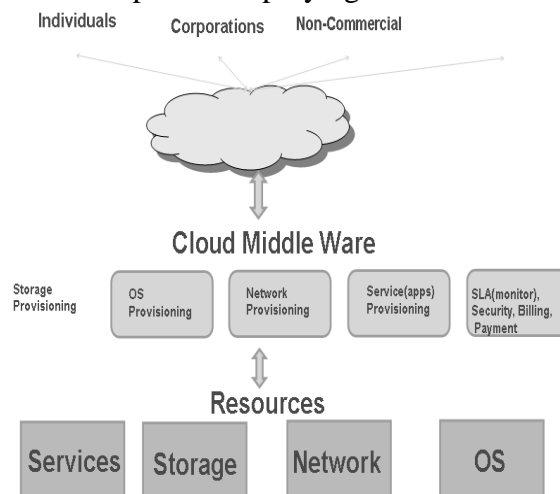 Individuals
Corporations
Non-Commercial
Cloud Middle Ware
Storage
Provisioning
OS
Provisioning
Network
Provisioning
Service(apps)
Provisioning
SLA(monitor),
Security, Billing,
Payment
Resources
Services
Storage
Network
OS